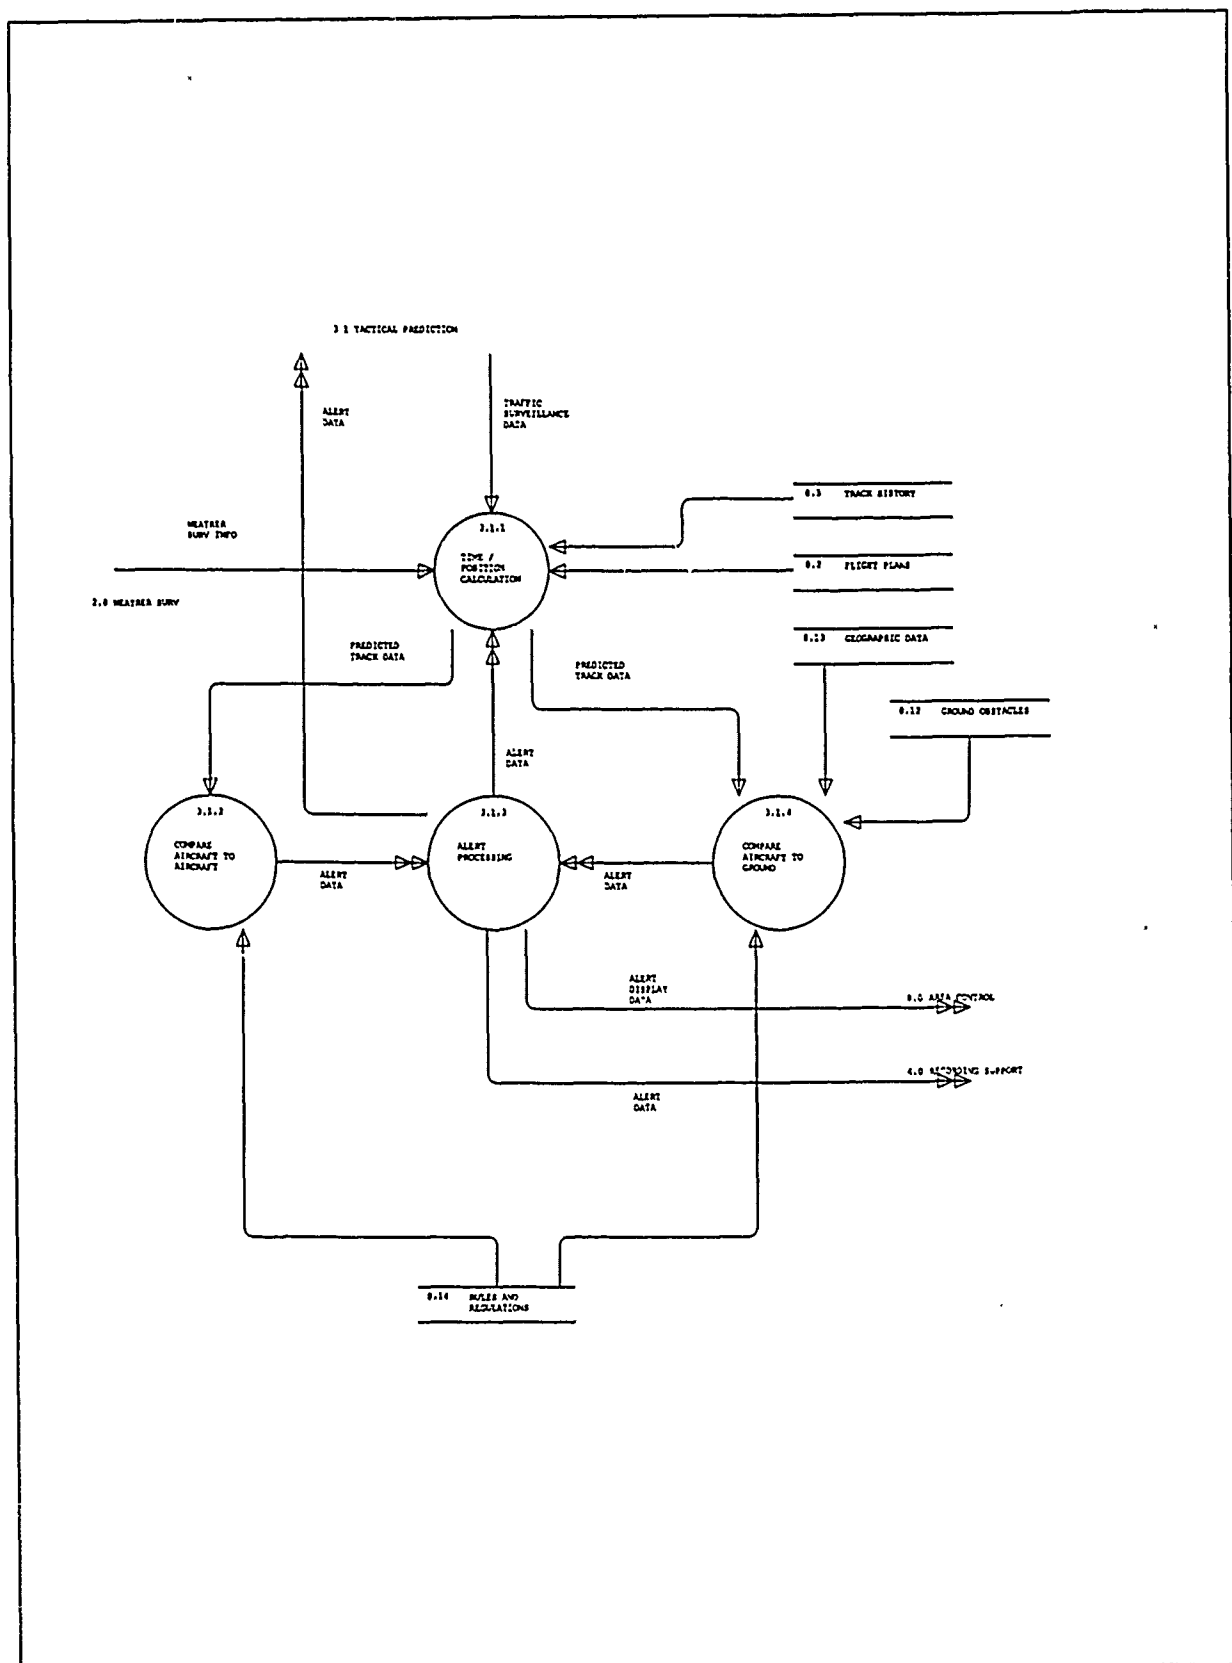 3 1 TACTICAL PREDICTION
ALERT
DATA
TRAFFIC
SURVEILLANCE
DATA
TRACK HISTORY
WEATHER
SURV INFO
3.1.1
TIME /
POSITION
CALCULATION
FLIGHT PLANS
2.0 WEATHER SURV
GEOGRAPHIC DATA
PREDICTED
TRACK DATA
PREDICTED
TRACK DATA
GROUND OBSTACLES
ALERT
DATA
3.1.2
COMPARE
AIRCRAFT TO
AIRCRAFT
3.1.3
ALERT
PROCESSING
3.1.4
COMPARE
AIRCRAFT TO
GROUND
ALERT
DATA
ALERT
DATA
ALERT
DISPLAY
DATA
AREA CONTROL
4.0 RECORDING SUPPORT
ALERT
DATA
RULES AND
REGULATIONS